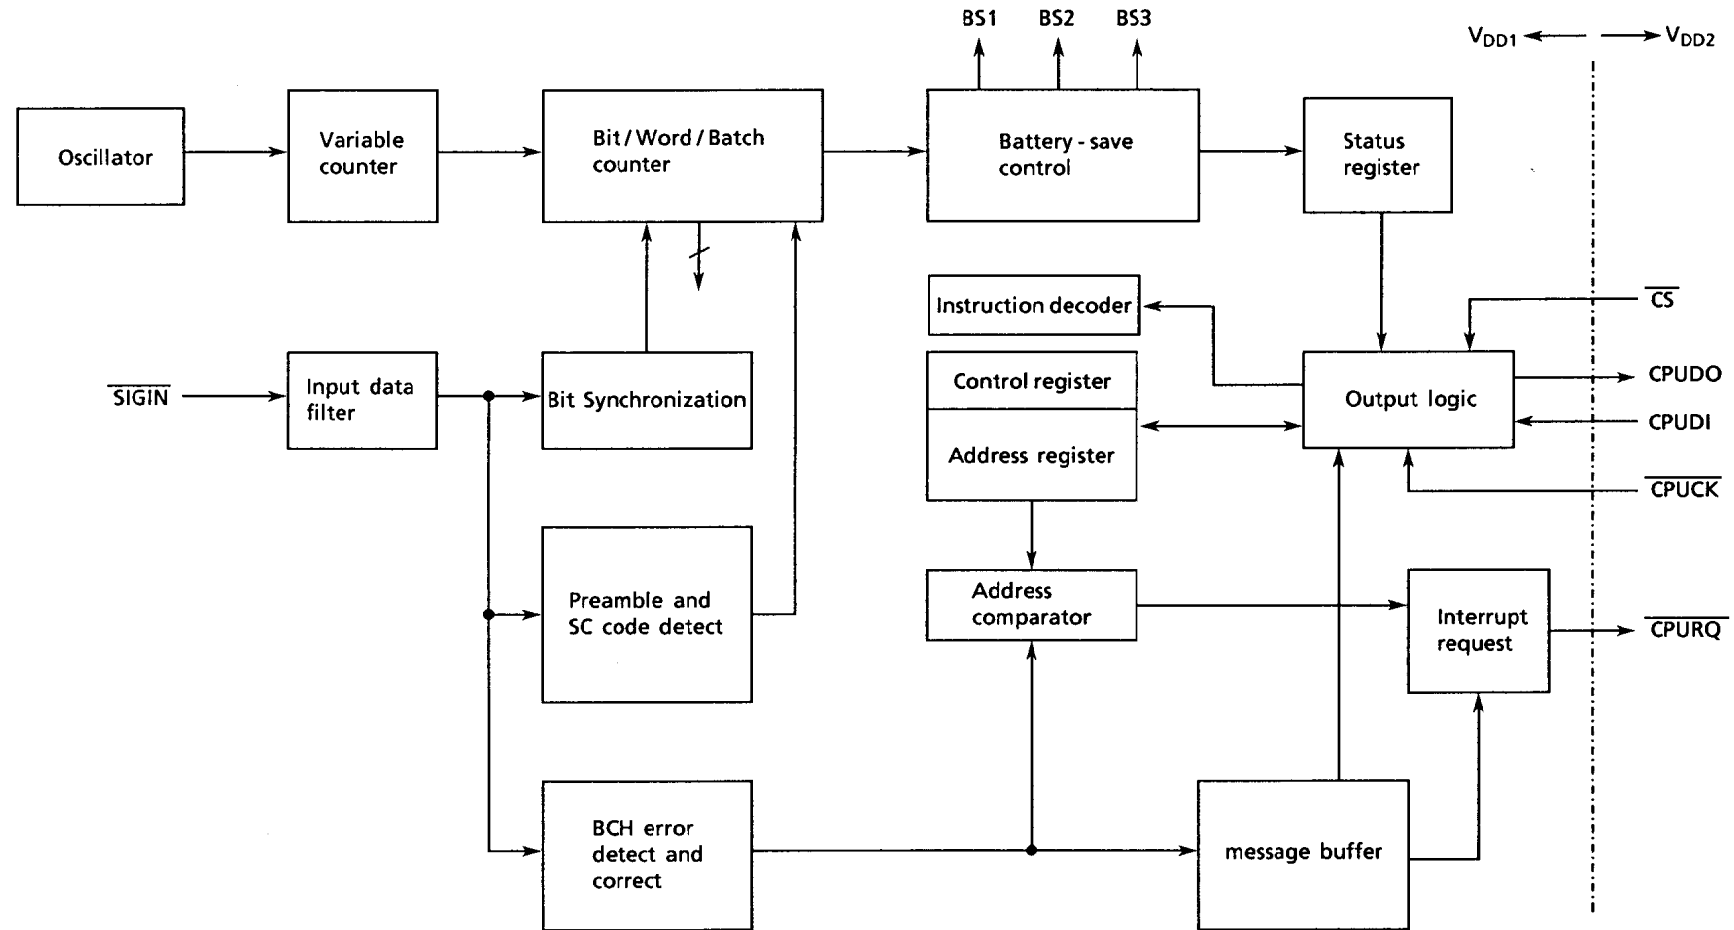 BS1 BS2 BS3
VDD1 VDD2
Oscillator
Variable
counter
Bit / Word / Batch
counter
Battery - save
control
Status
register
Instruction decoder
CS
SIGIN
Input data
filter
Bit Synchronization
Control register
Address register
Output logic
CPUDO
CPUDI
CPUCK
Preamble and
SC code detect
Address
comparator
Interrupt
request
CPURQ
BCH error
detect and
correct
message buffer